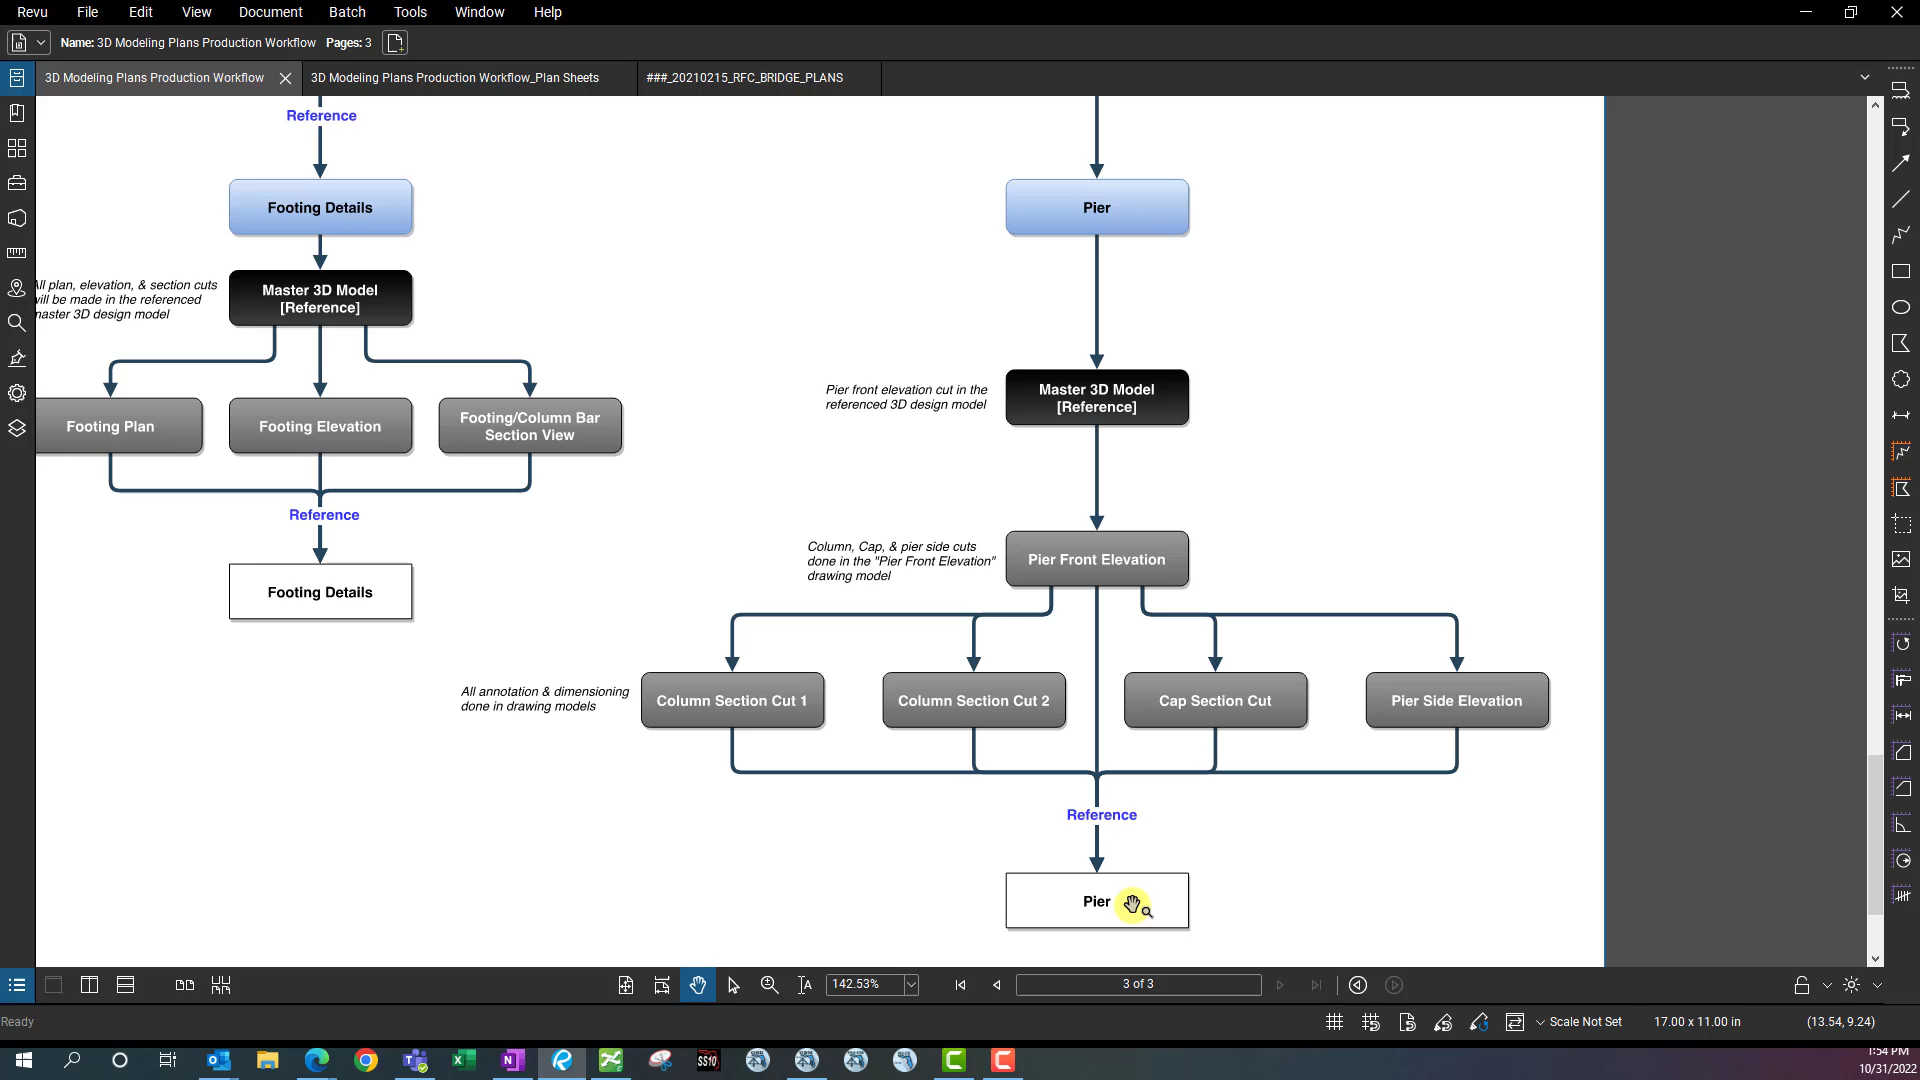 Revu File Edit View Document Batch Tools Window Help
Name: 3D Modeling Plans Production Workflow Pages: 3
3D Modeling Plans Production Workflow
3D Modeling Plans Production Workflow_Plan Sheets
###_20210215_RFC_BRIDGE_PLANS
Reference
Footing Details
Pier
All plan, elevation, & section cuts
will be made in the referenced
master 3D design model
Master 3D Model
[Reference]
Pier front elevation cut in the
referenced 3D design model
Master 3D Model
[Reference]
Footing Plan
Footing Elevation
Footing/Column Bar
Section View
Reference
Footing Details
Column, Cap, & pier side cuts
done in the "Pier Front Elevation"
drawing model
Pier Front Elevation
All annotation & dimensioning
done in drawing models
Column Section Cut 1
Column Section Cut 2
Cap Section Cut
Pier Side Elevation
Reference
Pier
142.53%
3 of 3
Ready
Scale Not Set
17.00 x 11.00 in
(13.54, 9.24)
SS10
1:54 PM
10/31/2022